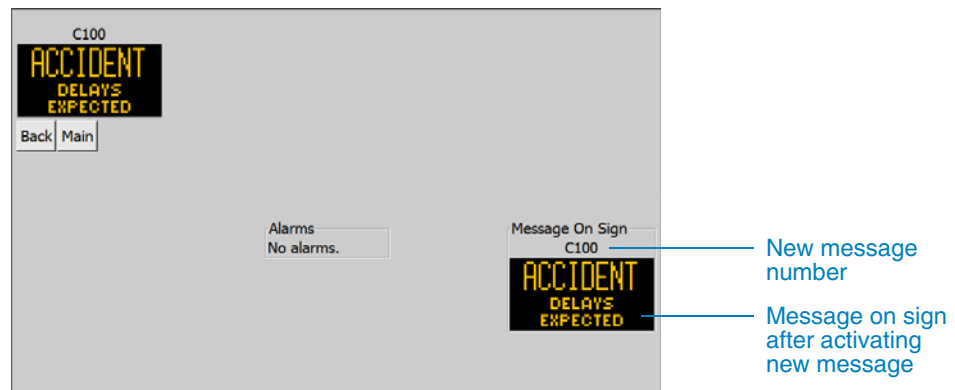 C100
ACCIDENT
DELAYS
EXPECTED
Back Main
Alarms
No alarms.
Message On Sign
C100
ACCIDENT
DELAYS
EXPECTED
New message
number
Message on sign
after activating
new message